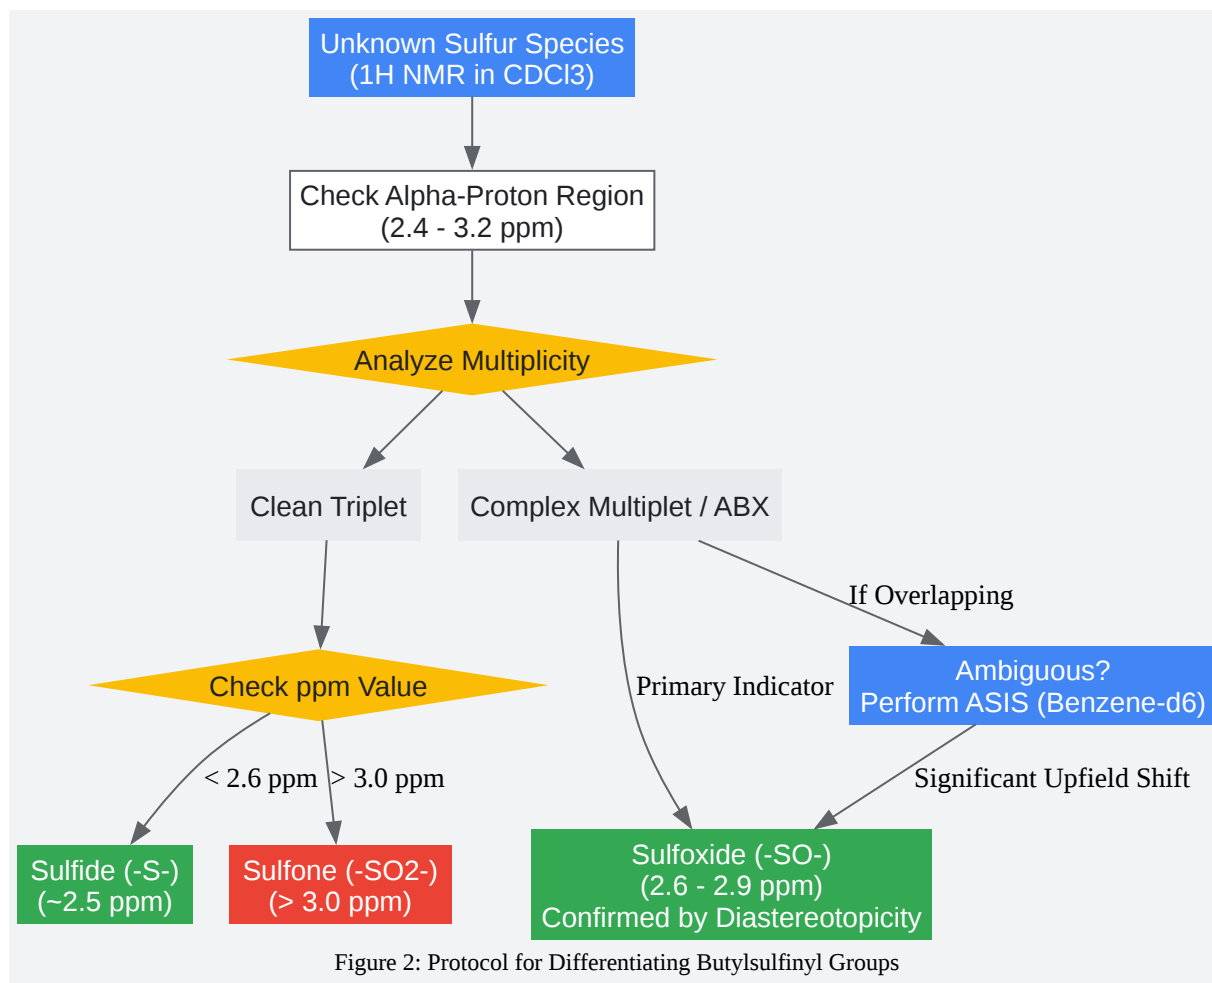 Unknown Sulfur Species
(1H NMR in CDCl3)
Check Alpha-Proton Region
(2.4 - 3.2 ppm)
Analyze Multiplicity
Clean Triplet
Complex Multiplet / ABX
If Overlapping
Ambiguous?
Perform ASIS (Benzene-d6)
Check ppm Value
Primary Indicator
< 2.6 ppm
> 3.0 ppm
Significant Upfield Shift
Sulfide (-S-)
(~2.5 ppm)
Sulfone (-SO2-)
(> 3.0 ppm)
Sulfoxide (-SO-)
(2.6 - 2.9 ppm)
Confirmed by Diastereotopicity
Figure 2: Protocol for Differentiating Butylsulfinyl Groups